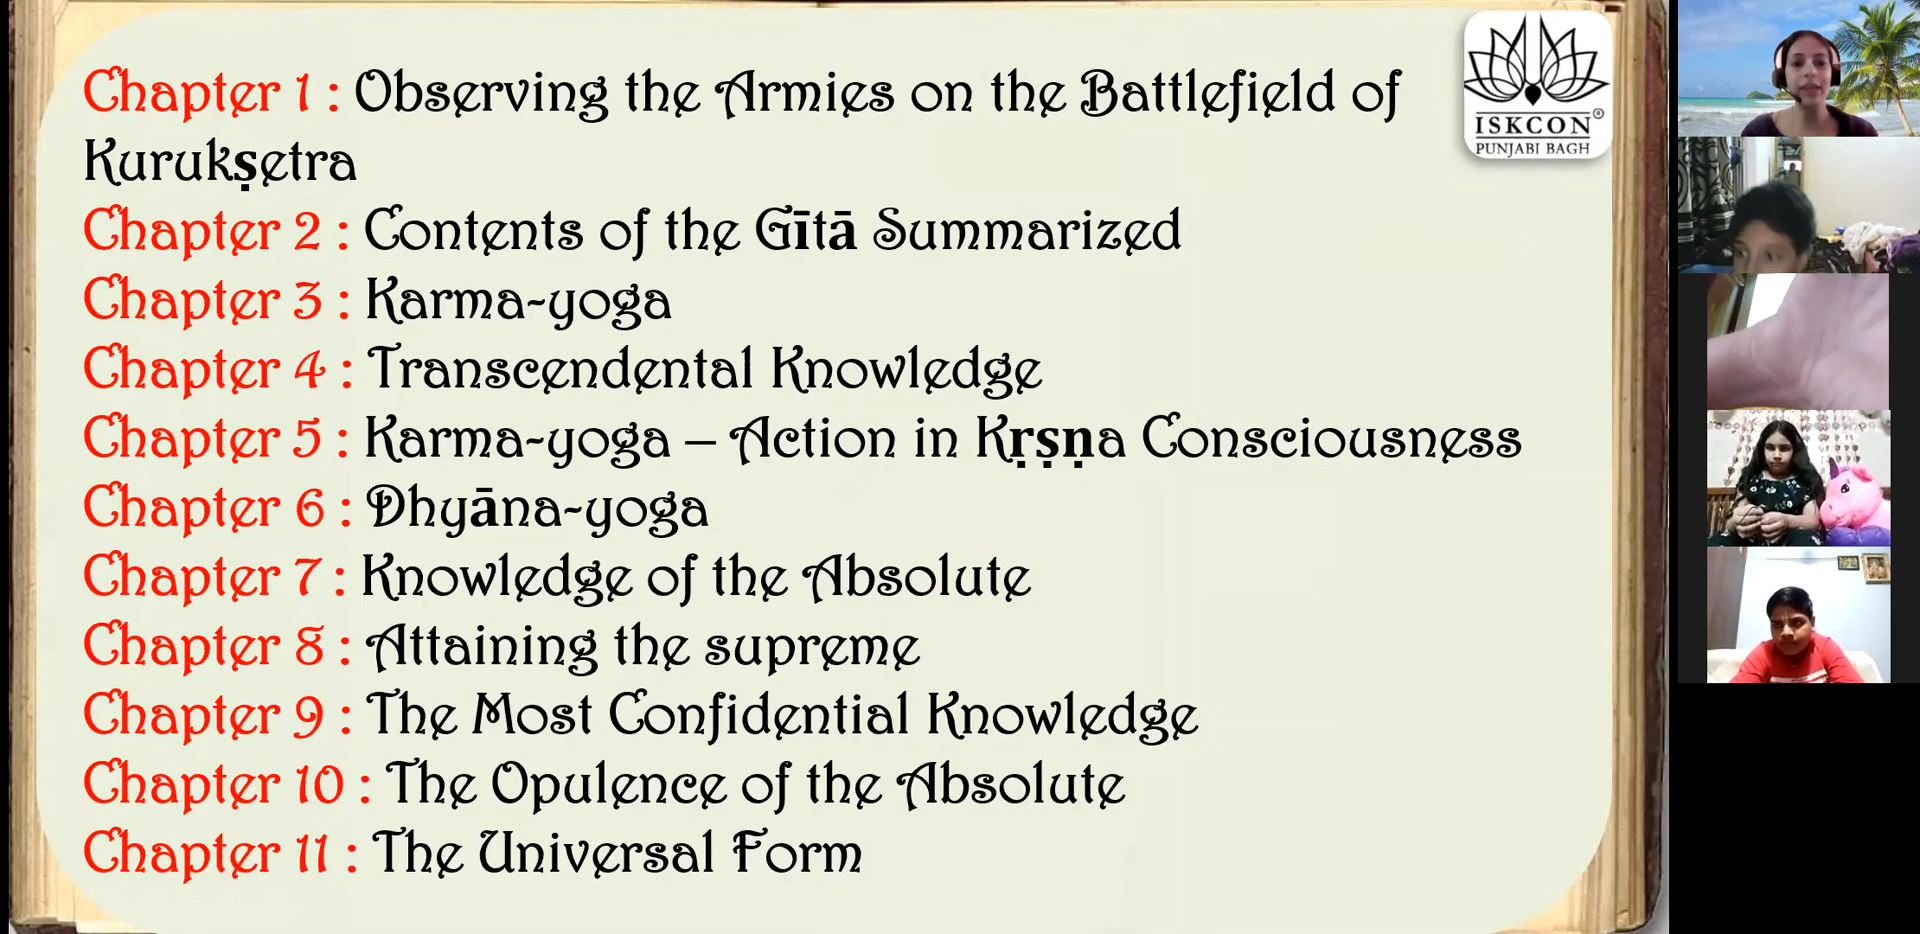 Chapter 1 : Observing the Armies on the Battlefield of
Kurukṣetra
Chapter 2 : Contents of the Gītā Summarized
Chapter 3 : Karma-yoga
Chapter 4 : Transcendental Knowledge
Chapter 5 : Karma-yoga – Action in Kṛṣṇa Consciousness
Chapter 6 : Dhyāna-yoga
Chapter 7 : Knowledge of the Absolute
Chapter 8 : Attaining the supreme
Chapter 9 : The Most Confidential Knowledge
Chapter 10 : The Opulence of the Absolute
Chapter 11 : The Universal Form
ISKCON®
PUNJABI BAGH